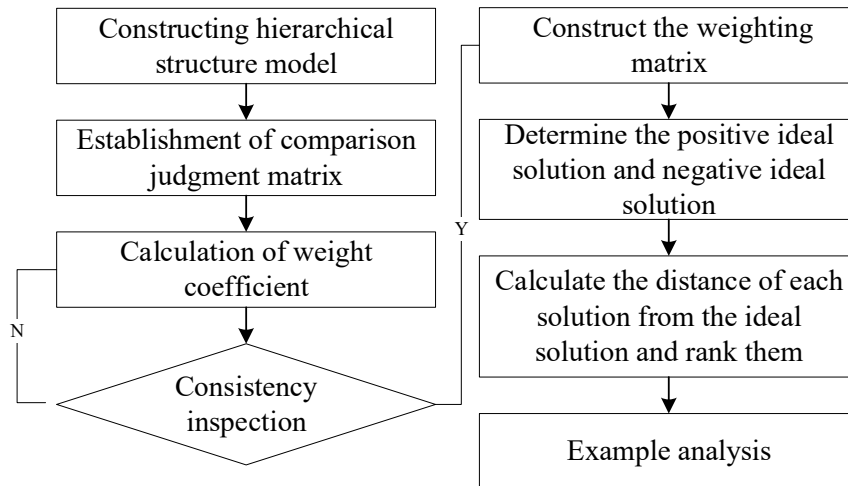 Constructing hierarchical
structure model
Establishment of comparison
judgment matrix
Calculation of weight
coefficient
N
Consistency
inspection
Y
Construct the weighting
matrix
Determine the positive ideal
solution and negative ideal
solution
Calculate the distance of each
solution from the ideal
solution and rank them
Example analysis